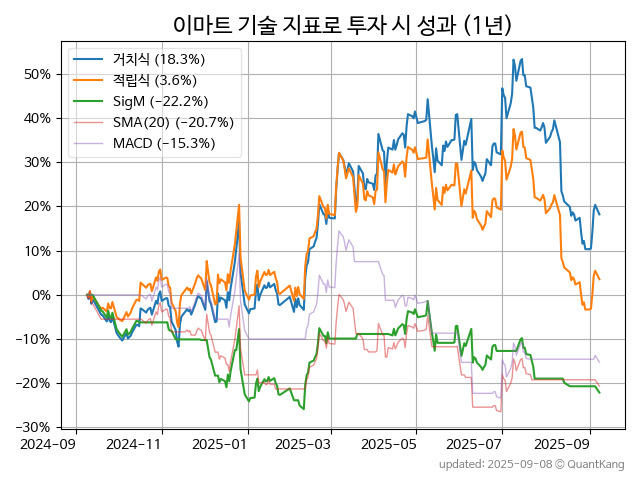 이마트 기술 지표로 투자 시 성과 (1년)
거치식 (18.3%)
적립식 (3.6%)
SigM (−22.2%)
SMA(20) (−20.7%)
MACD (−15.3%)
50%
40%
30%
20%
10%
0%
−10%
−20%
−30%
2024-09 2024-11 2025-01 2025-03 2025-05 2025-07 2025-09
updated: 2025-09-08 © QuantKang